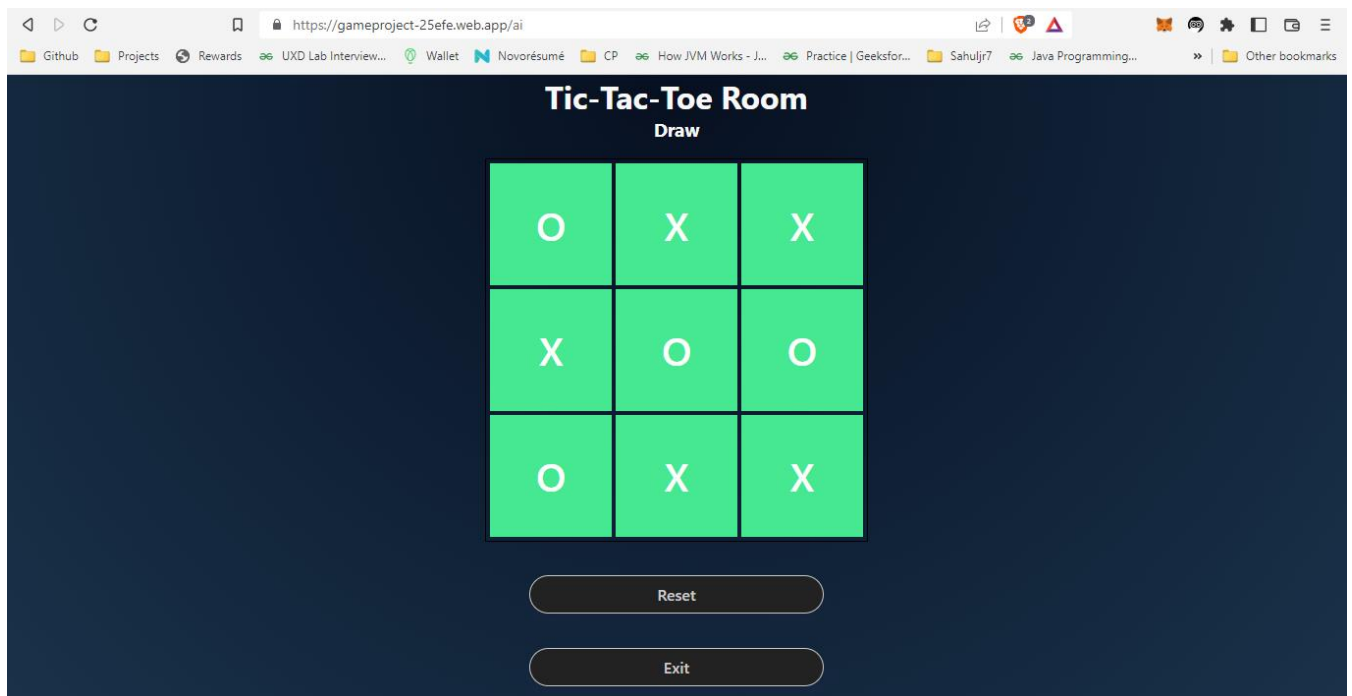 https://gameproject-25efe.web.app/ai 2
Github Projects Rewards UXD Lab Interview... Wallet Novorésumé CP How JVM Works - J... Practice | Geeksfor... Sahuljr7 Java Programming... » Other bookmarks
Tic-Tac-Toe Room
Draw
O X X
X O O
O X X
Reset
Exit